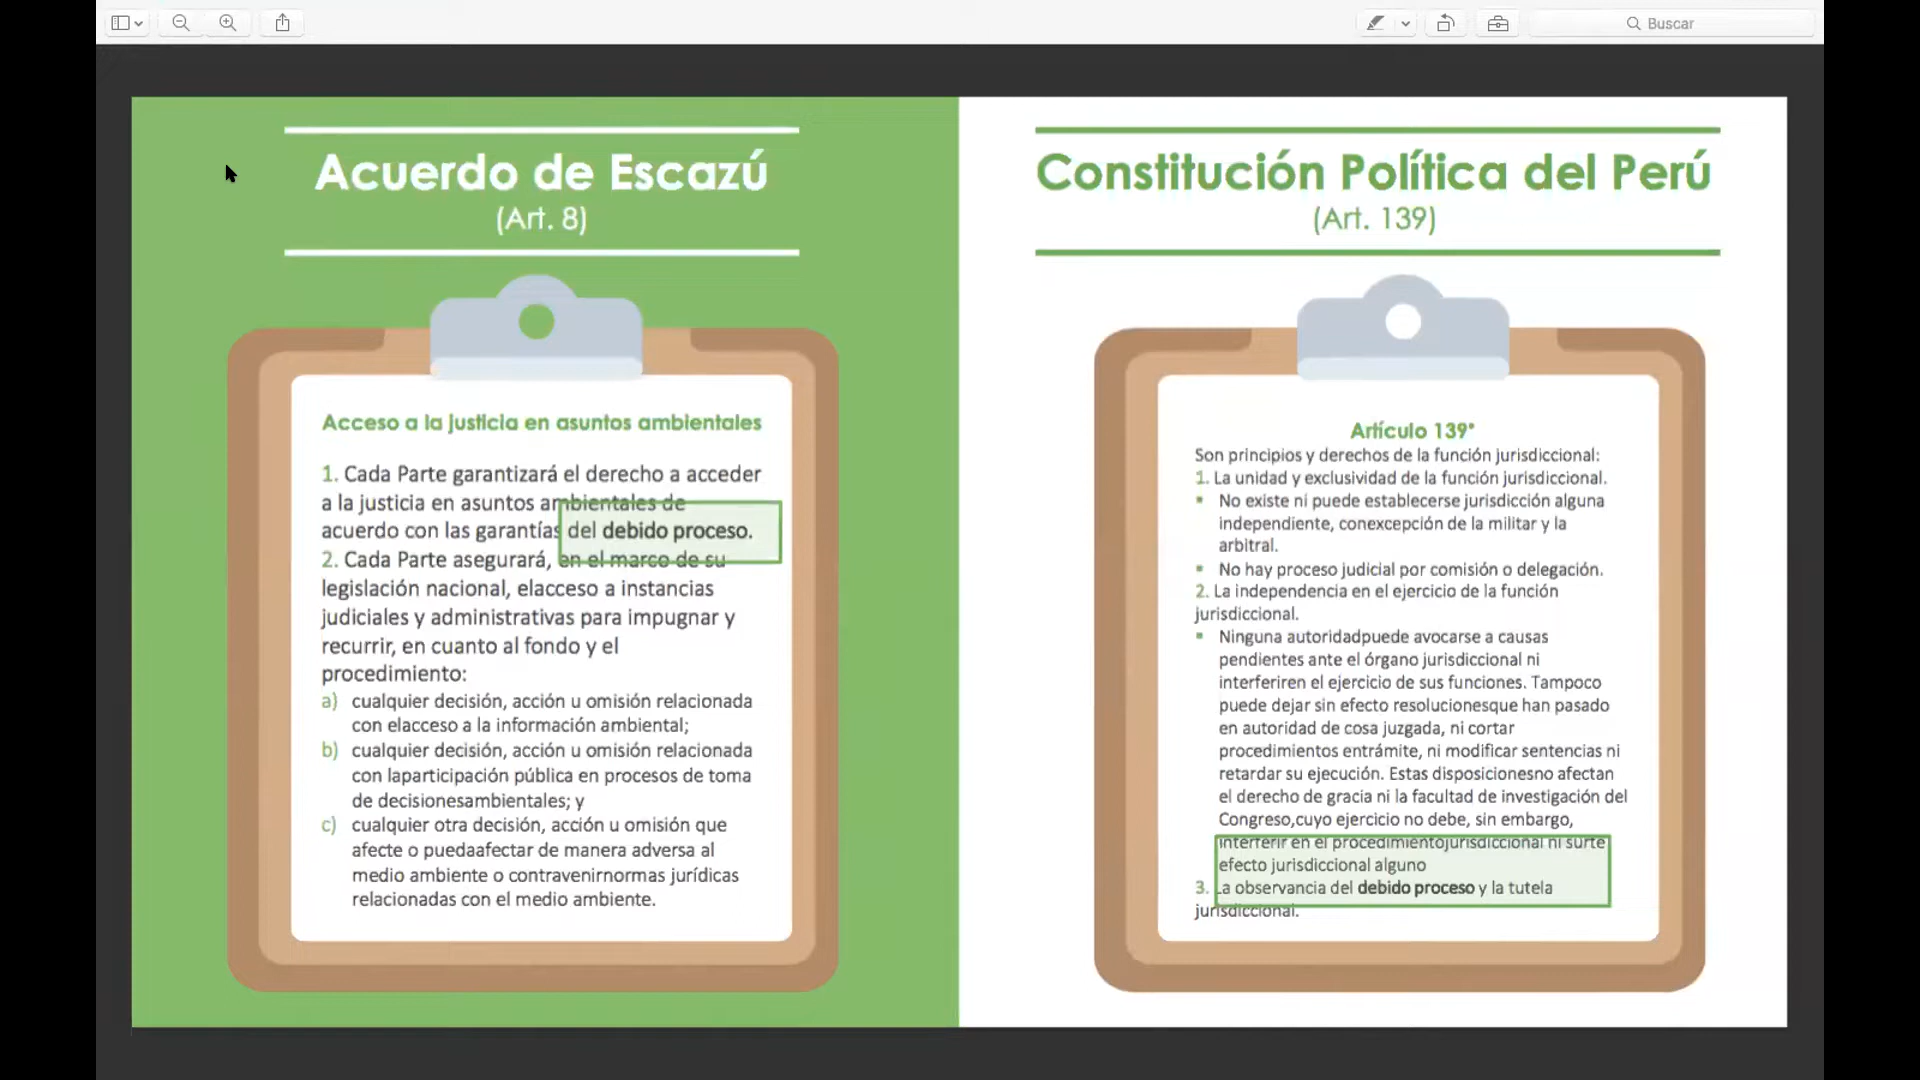 Buscar
Acuerdo de Escazú
(Art. 8)
Acceso a la justicia en asuntos ambientales
1. Cada Parte garantizará el derecho a acceder
a la justicia en asuntos ambientales de
acuerdo con las garantías del debido proceso.
2. Cada Parte asegurará, en el marco de su
legislación nacional, elacceso a instancias
judiciales y administrativas para impugnar y
recurrir, en cuanto al fondo y el
procedimiento:
a) cualquier decisión, acción u omisión relacionada
con elacceso a la información ambiental;
b) cualquier decisión, acción u omisión relacionada
con laparticipación pública en procesos de toma
de decisionesambientales; y
c) cualquier otra decisión, acción u omisión que
afecte o puedaafectar de manera adversa al
medio ambiente o contravenirnormas jurídicas
relacionadas con el medio ambiente.
Constitución Política del Perú
(Art. 139)
Artículo 139°
Son principios y derechos de la función jurisdiccional:
1. La unidad y exclusividad de la función jurisdiccional.
▪ No existe ni puede establecerse jurisdicción alguna
independiente, conexcepción de la militar y la
arbitral.
▪ No hay proceso judicial por comisión o delegación.
2. La independencia en el ejercicio de la función
jurisdiccional.
▪ Ninguna autoridadpuede avocarse a causas
pendientes ante el órgano jurisdiccional ni
interferiren el ejercicio de sus funciones. Tampoco
puede dejar sin efecto resolucionesque han pasado
en autoridad de cosa juzgada, ni cortar
procedimientos entrámite, ni modificar sentencias ni
retardar su ejecución. Estas disposicionesno afectan
el derecho de gracia ni la facultad de investigación del
Congreso,cuyo ejercicio no debe, sin embargo,
interferir en el procedimientojurisdiccional ni surte
efecto jurisdiccional alguno
3. La observancia del debido proceso y la tutela
jurisdiccional.